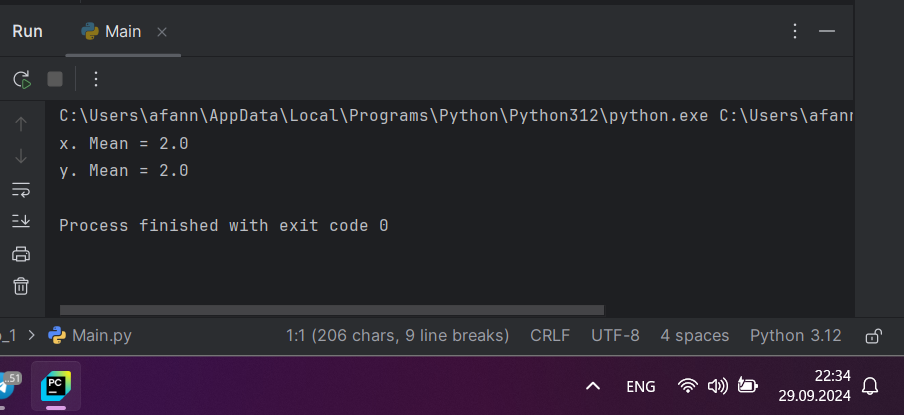 Run Main
C:\Users\afann\AppData\Local\Programs\Python\Python312\python.exe C:\Users\afann
x. Mean = 2.0
y. Mean = 2.0
Process finished with exit code 0
_1 > Main.py 1:1 (206 chars, 9 line breaks) CRLF UTF-8 4 spaces Python 3.12
..51 PC ENG 22:34
29.09.2024